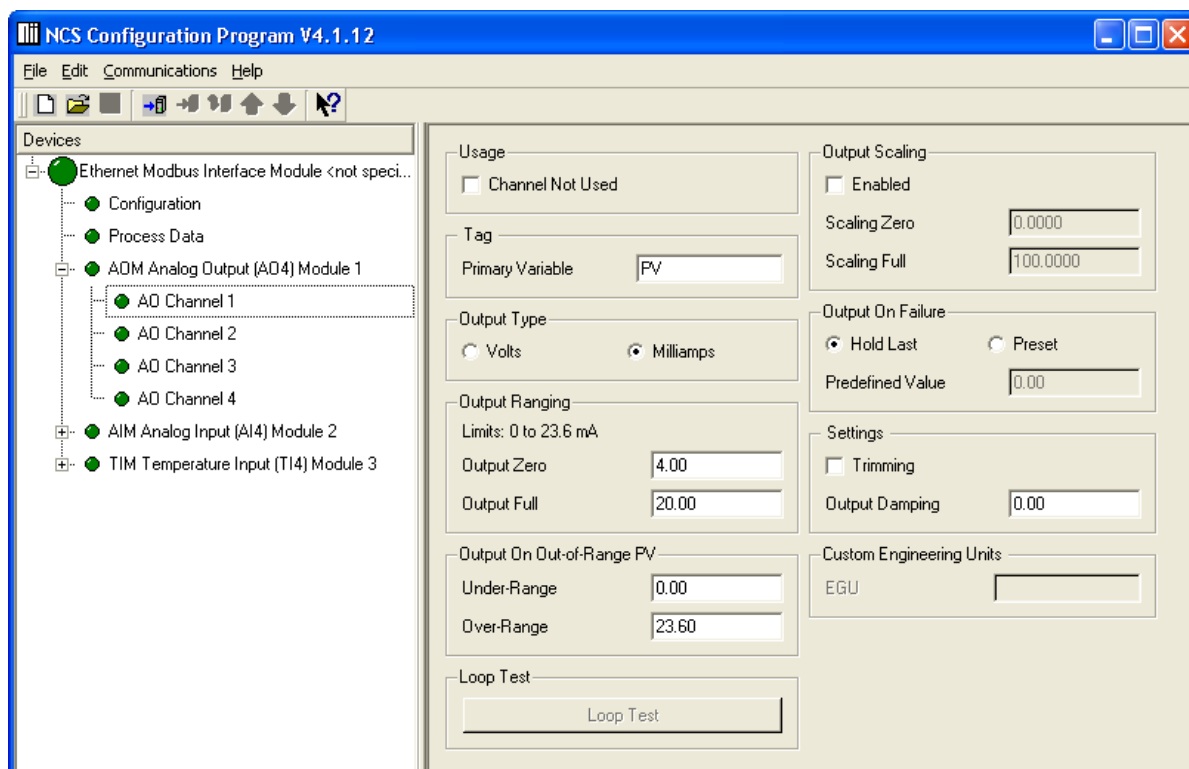 NCS Configuration Program V4.1.12
File Edit Communications Help
Devices
Ethernet Modbus Interface Module <not speci...
Configuration
Process Data
AOM Analog Output (AO4) Module 1
AO Channel 1
AO Channel 2
AO Channel 3
AO Channel 4
AIM Analog Input (AI4) Module 2
TIM Temperature Input (TI4) Module 3
Usage
Channel Not Used
Tag
Primary Variable PV
Output Type
Volts Milliamps
Output Ranging
Limits: 0 to 23.6 mA
Output Zero 4.00
Output Full 20.00
Output On Out-of-Range PV
Under-Range 0.00
Over-Range 23.60
Loop Test
Loop Test
Output Scaling
Enabled
Scaling Zero 0.0000
Scaling Full 100.0000
Output On Failure
Hold Last Preset
Predefined Value 0.00
Settings
Trimming
Output Damping 0.00
Custom Engineering Units
EGU